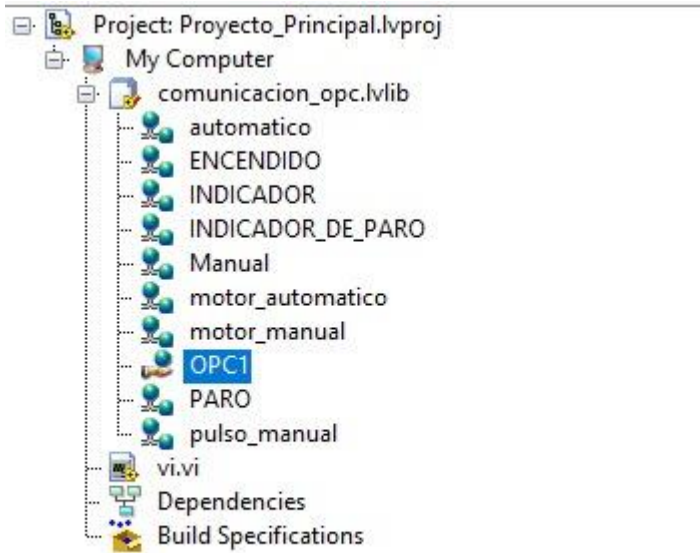 Project: Proyecto_Principal.lvproj
My Computer
comunicacion_opc.lvlib
automatico
ENCENDIDO
INDICADOR
INDICADOR_DE_PARO
Manual
motor_automatico
motor_manual
OPC1
PARO
pulso_manual
vi.vi
Dependencies
Build Specifications